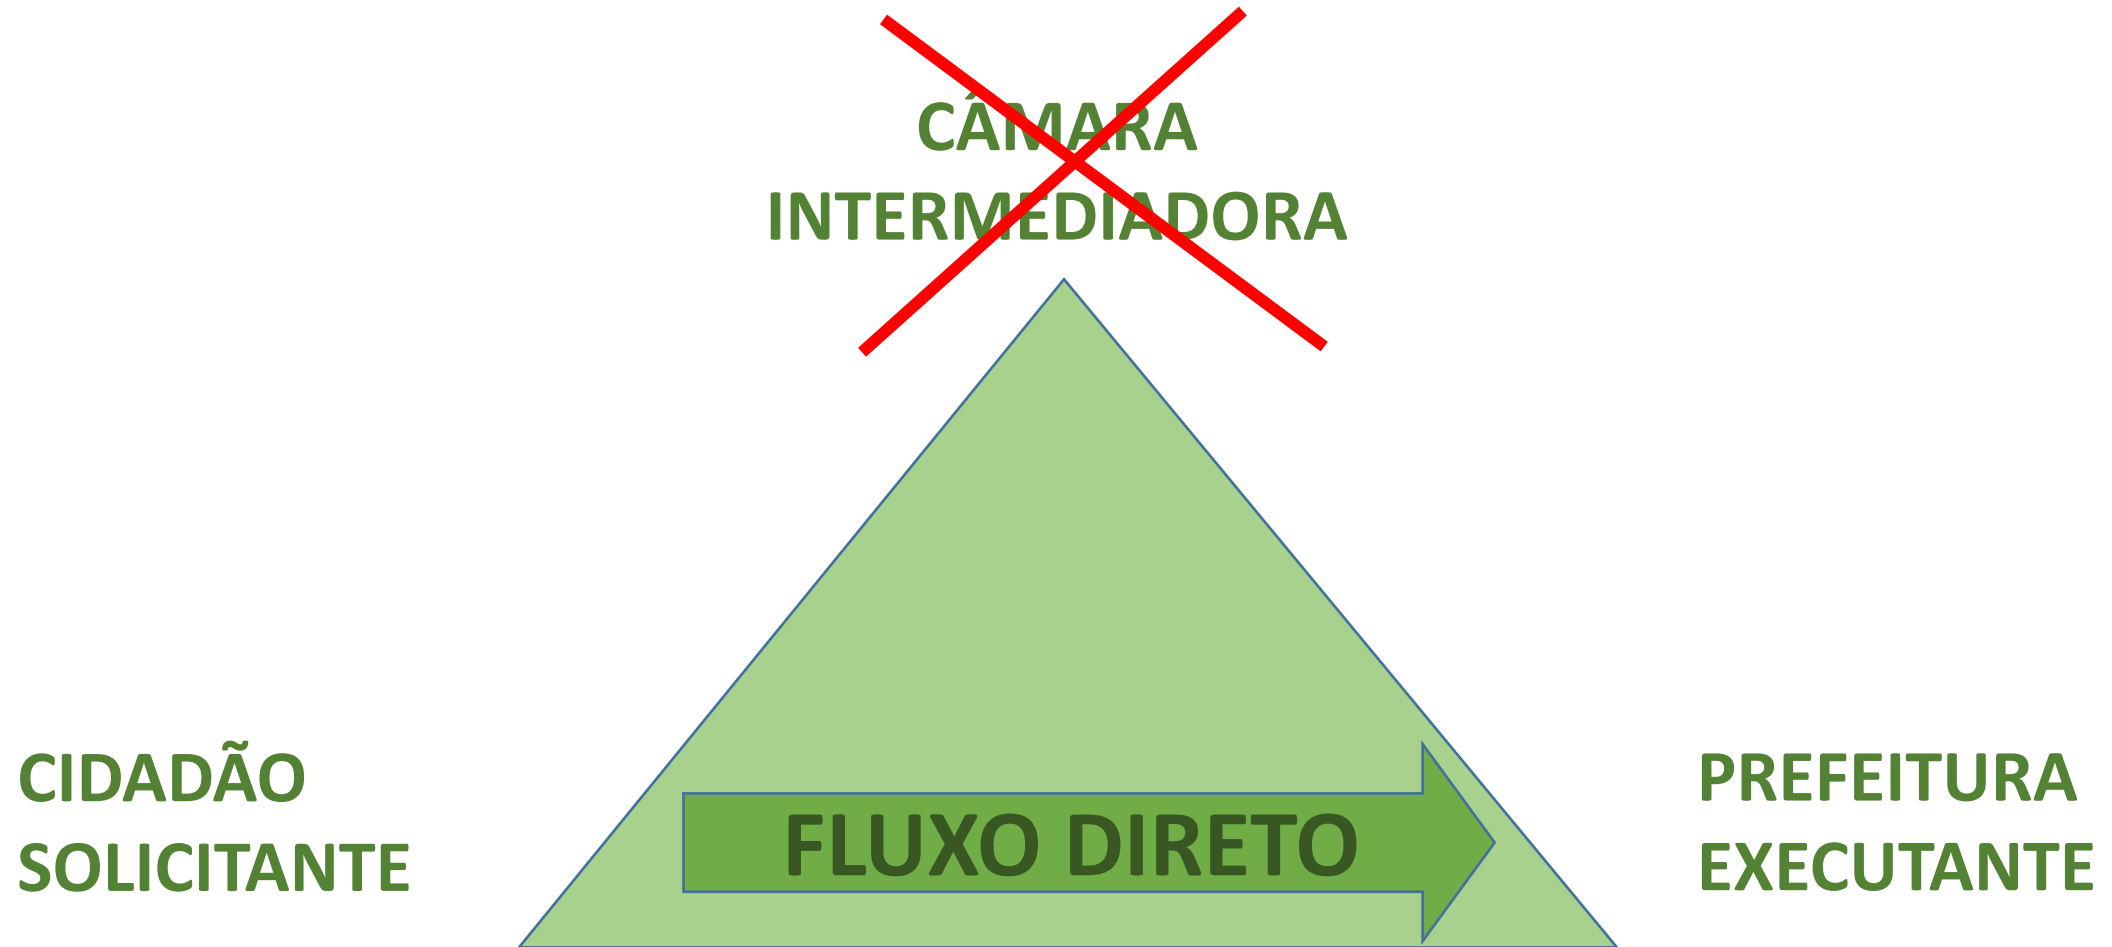 CÂMARA
INTERMEDIADORA
CIDADÃO
SOLICITANTE
FLUXO DIRETO
PREFEITURA
EXECUTANTE